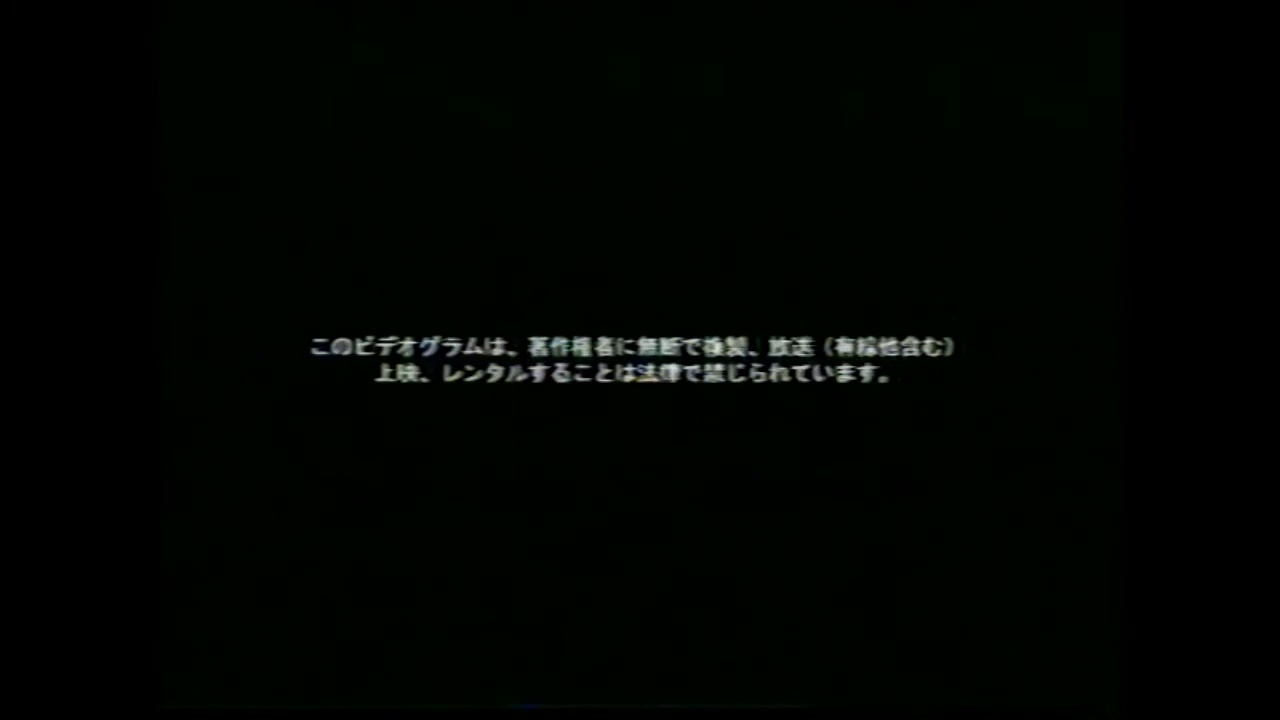 このビデオグラムは、著作権者に無断で複製、放送（有線他含む）
上映、レンタルすることは法律で禁じられています。